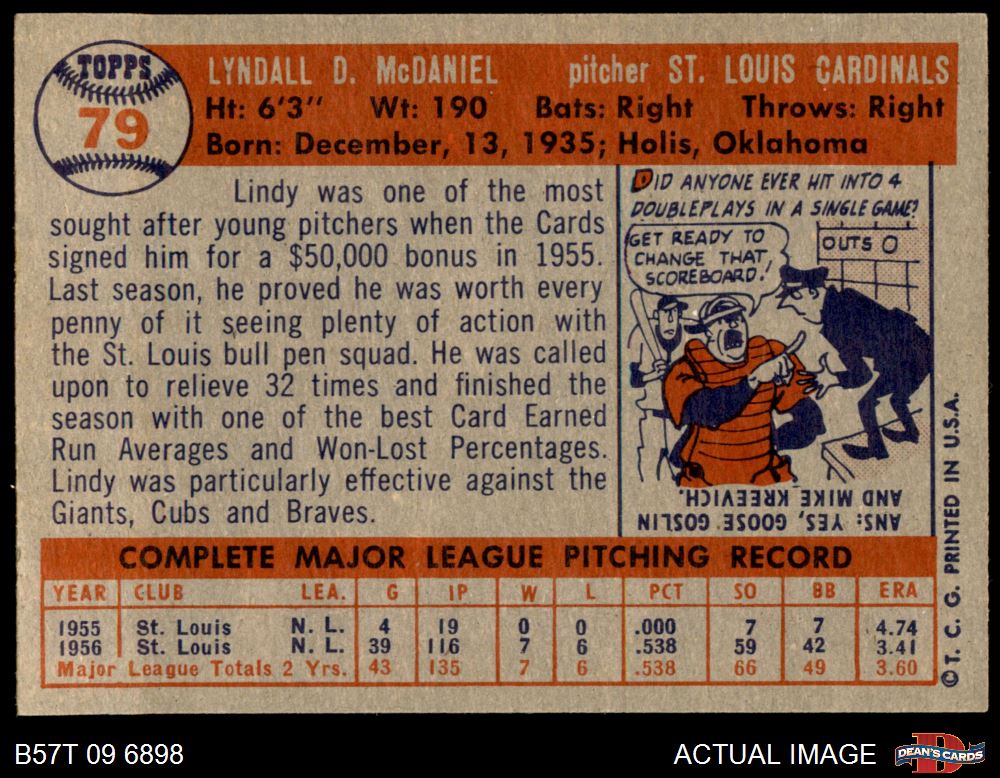 TOPPS
79
LYNDALL D. McDANIEL pitcher ST. LOUIS CARDINALS
Ht: 6'3" Wt: 190 Bats: Right Throws: Right
Born: December, 13, 1935; Holis, Oklahoma
Lindy was one of the most
sought after young pitchers when the Cards
signed him for a $50,000 bonus in 1955.
Last season, he proved he was worth every
penny of it seeing plenty of action with
the St. Louis bull pen squad. He was called
upon to relieve 32 times and finished the
season with one of the best Card Earned
Run Averages and Won-Lost Percentages.
Lindy was particularly effective against the
Giants, Cubs and Braves.
DID ANYONE EVER HIT INTO 4
DOUBLEPLAYS IN A SINGLE GAME?
GET READY TO
CHANGE THAT
SCOREBOARD!
OUTS 0
ANS: YES, GOOSE GOSLIN
AND MIKE KREEVICH.
COMPLETE MAJOR LEAGUE PITCHING RECORD
YEAR CLUB LEA. G IP W L PCT SO BB ERA
1955 St. Louis N. L. 4 19 0 0 .000 7 7 4.74
1956 St. Louis N. L. 39 116 7 6 .538 59 42 3.41
Major League Totals 2 Yrs. 43 135 7 6 .538 66 49 3.60
©T. C. G. PRINTED IN U.S.A.
B57T 09 6898
ACTUAL IMAGE
D
DEAN'S CARDS